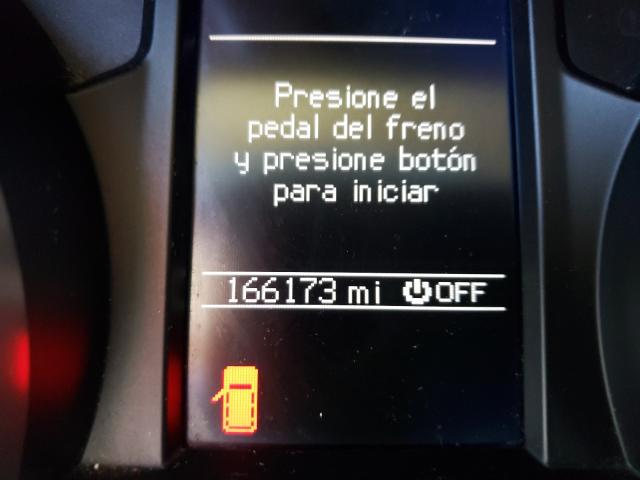 Presione el
pedal del freno
y presione botón
para iniciar
166173 mi OFF